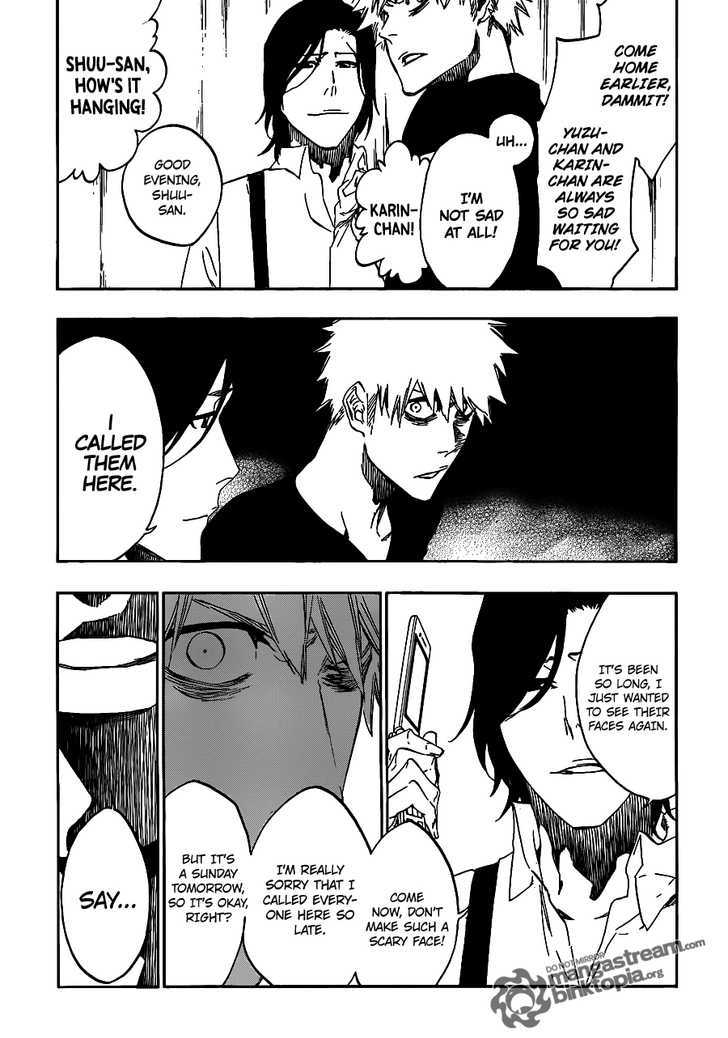 COME
HOME
EARLIER,
DAMMIT!
YUZU-
CHAN AND
KARIN-
CHAN ARE
ALWAYS
SO SAD
WAITING
FOR YOU!
UH...
I'M
NOT SAD
AT ALL!
KARIN-
CHAN!
SHUU-SAN,
HOW'S IT
HANGING!
GOOD
EVENING,
SHUU-
SAN.
I
CALLED
THEM
HERE.
IT'S BEEN
SO LONG, I
JUST WANTED
TO SEE THEIR
FACES AGAIN.
COME
NOW, DON'T
MAKE SUCH A
SCARY FACE!
I'M REALLY
SORRY THAT I
CALLED EVERY-
ONE HERE SO
LATE.
BUT IT'S
A SUNDAY
TOMORROW,
SO IT'S OKAY,
RIGHT?
SAY...
DO NOT MIRROR
mangastream.com
binktopia.org